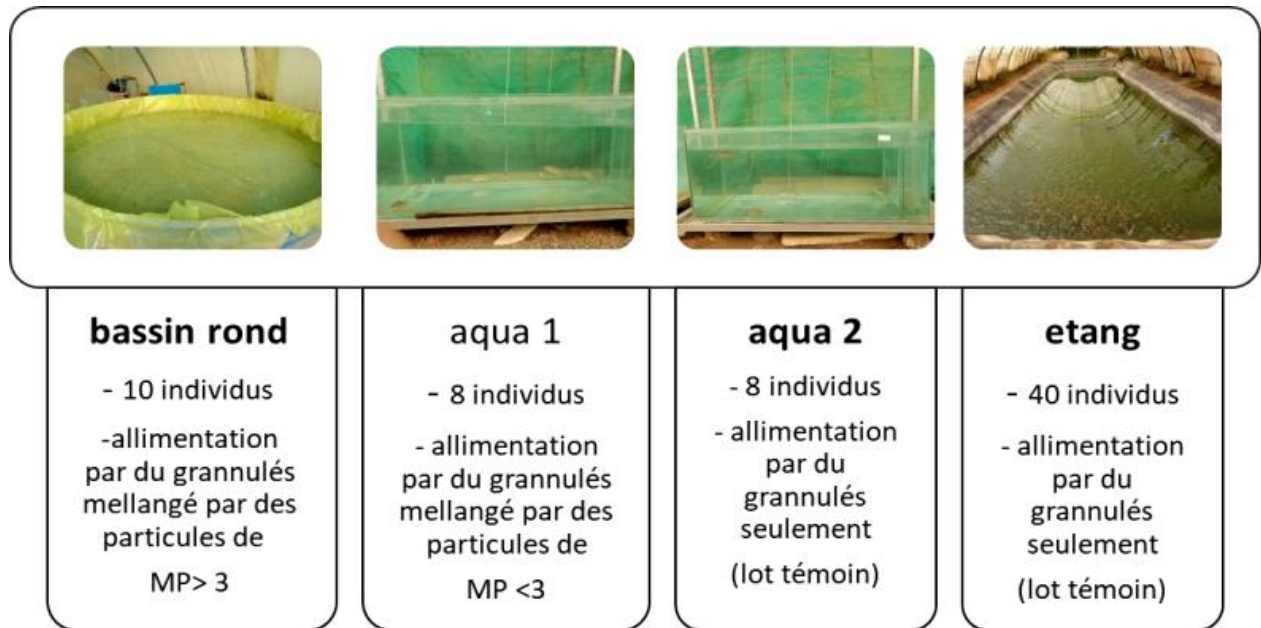 bassin rond
- 10 individus
-allimentation
par du grannulés
mellangé par des
particules de
MP> 3
aqua 1
- 8 individus
- allimentation
par du grannulés
mellangé par des
particules de
MP <3
aqua 2
- 8 individus
- allimentation
par du
grannulés
seulement
(lot témoin)
etang
- 40 individus
- allimentation
par du
grannulés
seulement
(lot témoin)